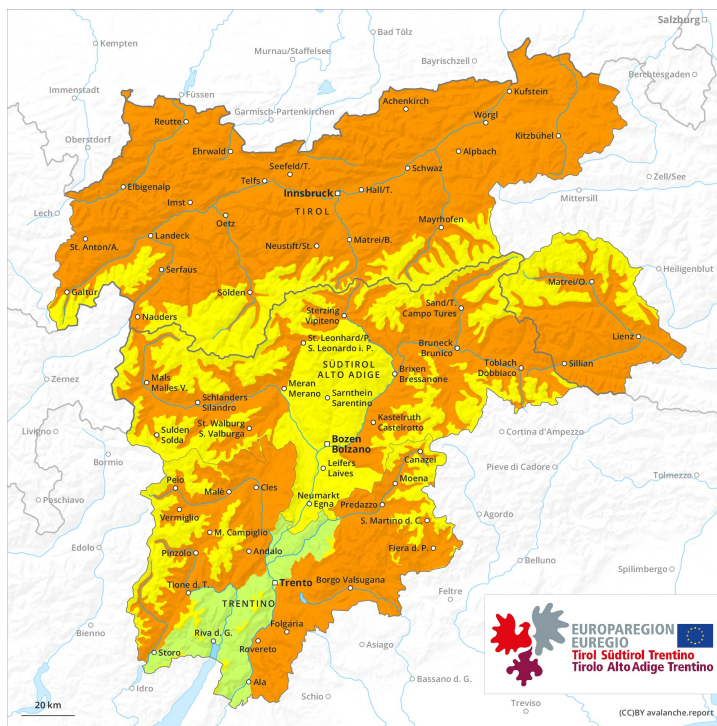 Salzburg
Kempten
Bad Tölz
Murnau/Staffelsee
Bayrischzell
Berchtesgaden
Immenstadt
Füssen
Garmisch-Partenkirchen
Achenkirch
Kufstein
Reutte
Wörgl
Oberstdorf
Ehrwald
Kitzbühel
Alpbach
Seefeld/T.
Schwaz
Telfs
Zell/See
Elbigenalp
Innsbruck
Hall/T.
Mittersill
Imst
TIROL
Lech
Oetz
Mayrhofen
Landeck
Neustift/St.
Matrei/B.
St. Anton/A.
Serfaus
Heiligenblut
Galtür
Sölden
Matrei/O.
Nauders
Sterzing
Vipiteno
Sand/T.
Campo Tures
St. Leonhard/P.
S. Leonardo i. P.
Bruneck
Brunico
Lienz
SÜDTIROL
ALTO ADIGE
Toblach
Dobbiaco
Sillian
Zernez
Mals
Malles V.
Meran
Merano
Brixen
Bressanone
Sarnthein
Sarentino
Schlanders
Silandro
Kastelruth
Castelrotto
Livigno
St. Walburg
S. Valburga
Sulden
Solda
Bozen
Bolzano
Cortina d'Ampezzo
Bormio
Canazei
Leifers
Laives
Pieve di Cadore
Tolmezzo
Peio
Malè
Cles
Moena
Poschiavo
Neumarkt
Egna
Predazzo
Vermiglio
S. Martino d. C.
Agordo
M. Campiglio
Edolo
Pinzolo
Andalo
Fiera d. P.
Belluno
Spilimbergo
Tione d. T.
Trento
Borgo Valsugana
Feltre
TRENTINO
Bienno
Riva d. G.
Folgaria
Storo
Rovereto
Asiago
Idro
Ala
Bassano d. G.
Schio
Treviso
EUROPAREGION
EUREGIO
Tirol Südtirol Trentino
Tirolo Alto Adige Trentino
20 km
(CC)BY avalanche.report